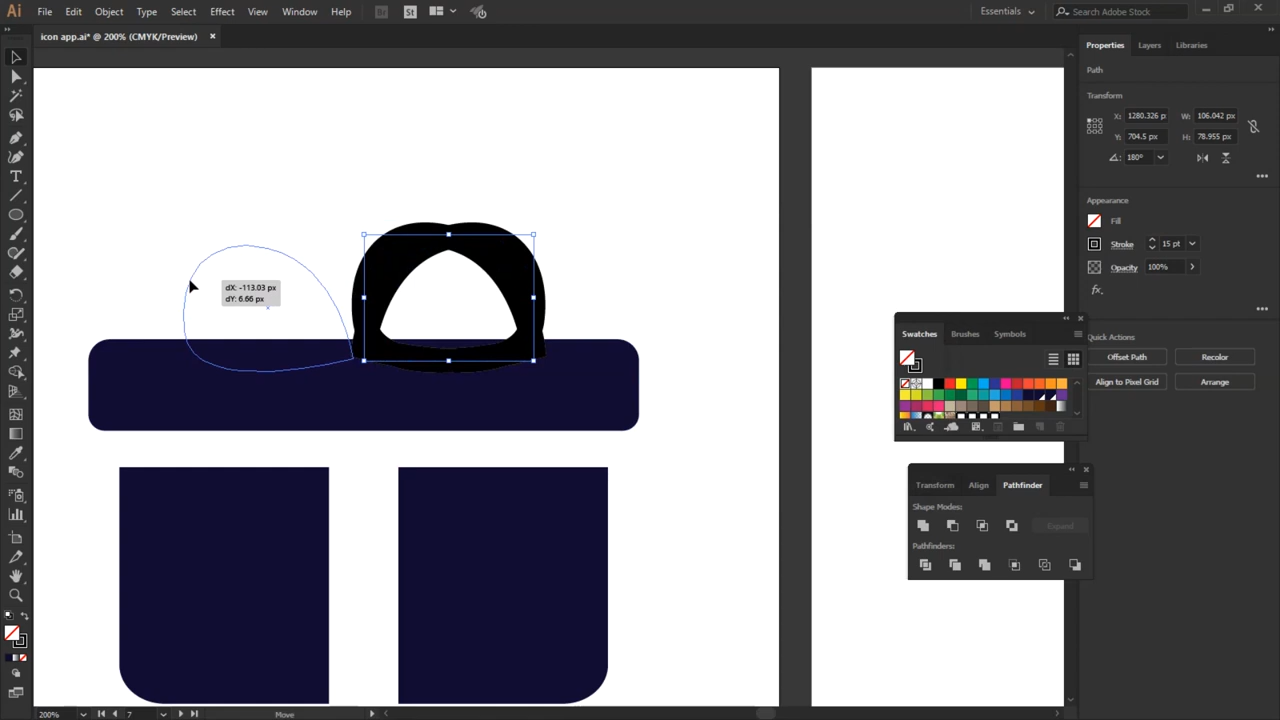 Ai File Edit Object Type Select Effect View Window Help Br St Essentials Search Adobe Stock
icon app.ai* @ 200% (CMYK/Preview)
Properties Layers Libraries
Path
Transform
X: 1280.326 p W: 106.042 px
Y: 704.5 px H: 78.955 px
180°
Appearance
Fill
Stroke 15 pt
Opacity 100%
fx.
dX: -113.03 px
dY: 6.66 px
Quick Actions
Offset Path Recolor
Align to Pixel Grid Arrange
Swatches Brushes Symbols
Transform Align Pathfinder
Shape Modes:
Expand
Pathfinders:
200% 7 Move